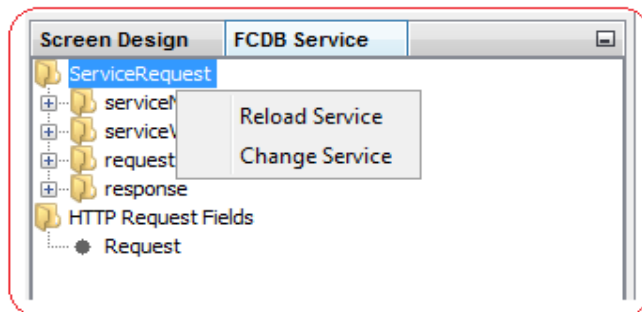 Screen Design FCDB Service
ServiceRequest
Reload Service
Change Service
request
response
HTTP Request Fields
Request